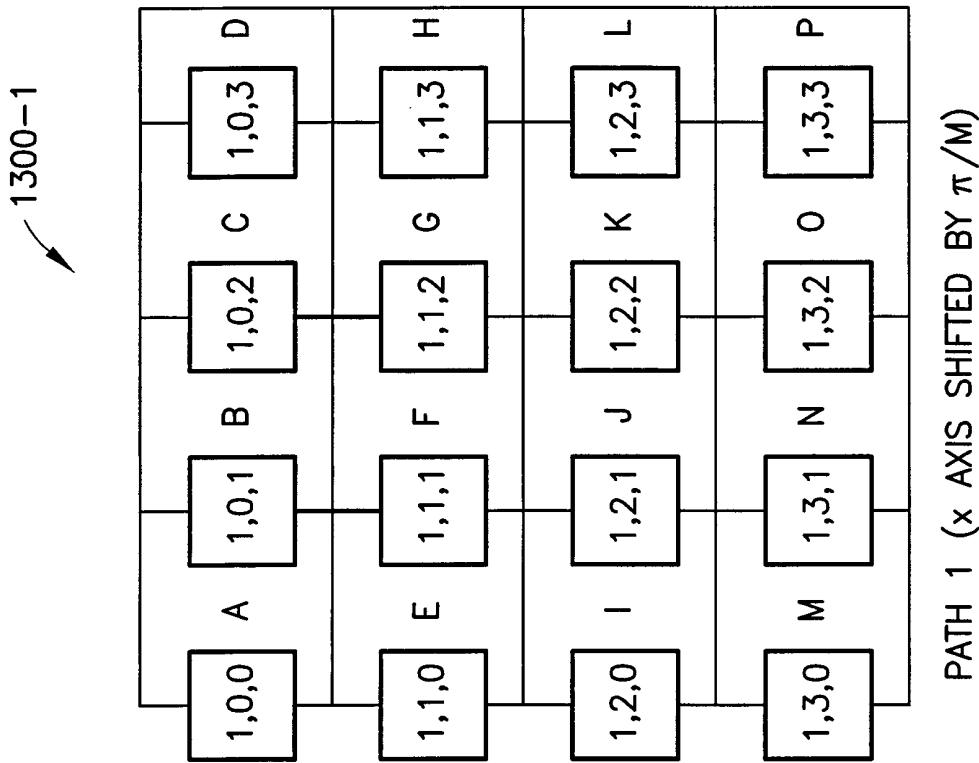 1300-1
1,0,0 A 1,0,1 B 1,0,2 C 1,0,3 D
1,1,0 E 1,1,1 F 1,1,2 G 1,1,3 H
1,2,0 I 1,2,1 J 1,2,2 K 1,2,3 L
1,3,0 M 1,3,1 N 1,3,2 O 1,3,3 P
PATH 1 (x AXIS SHIFTED BY π/M)